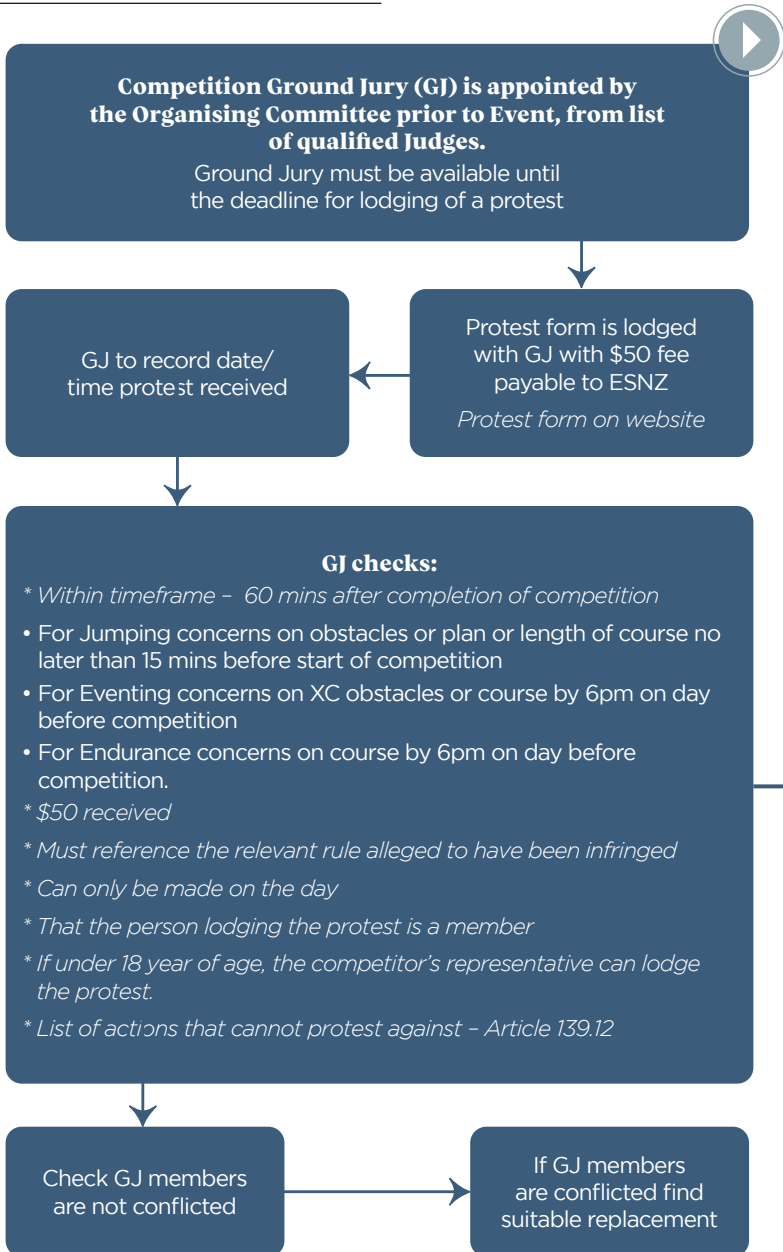 Competition Ground Jury (GJ) is appointed by
the Organising Committee prior to Event, from list
of qualified Judges.
Ground Jury must be available until
the deadline for lodging of a protest
Protest form is lodged
with GJ with $50 fee
payable to ESNZ
Protest form on website
GJ to record date/
time protest received
GJ checks:
* Within timeframe – 60 mins after completion of competition
• For Jumping concerns on obstacles or plan or length of course no
later than 15 mins before start of competition
• For Eventing concerns on XC obstacles or course by 6pm on day
before competition
• For Endurance concerns on course by 6pm on day before
competition.
* $50 received
* Must reference the relevant rule alleged to have been infringed
* Can only be made on the day
* That the person lodging the protest is a member
* If under 18 year of age, the competitor's representative can lodge
the protest.
* List of actions that cannot protest against – Article 139.12
Check GJ members
are not conflicted
If GJ members
are conflicted find
suitable replacement